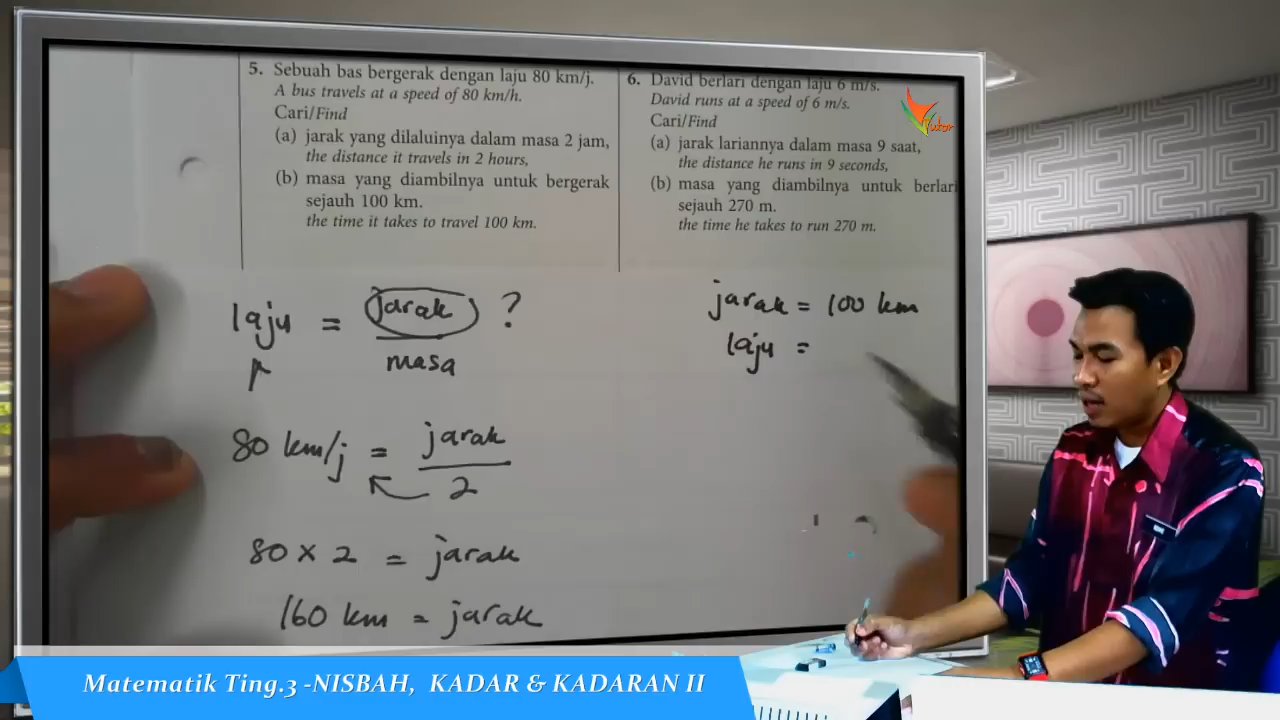 5. Sebuah bas bergerak dengan laju 80 km/j.
A bus travels at a speed of 80 km/h.
Cari/Find
(a) jarak yang dilaluinya dalam masa 2 jam,
the distance it travels in 2 hours,
(b) masa yang diambilnya untuk bergerak
sejauh 100 km.
the time it takes to travel 100 km.
6. David berlari dengan laju 6 m/s.
David runs at a speed of 6 m/s.
Cari/Find
(a) jarak lariannya dalam masa 9 saat,
the distance he runs in 9 seconds,
(b) masa yang diambilnya untuk berlari
sejauh 270 m.
the time he takes to run 270 m.
Tutor
laju = jarak ?
masa
80 km/j = jarak
2
80 × 2 = jarak
160 km = jarak
jarak = 100 km
laju =
Matematik Ting.3 -NISBAH, KADAR & KADARAN II